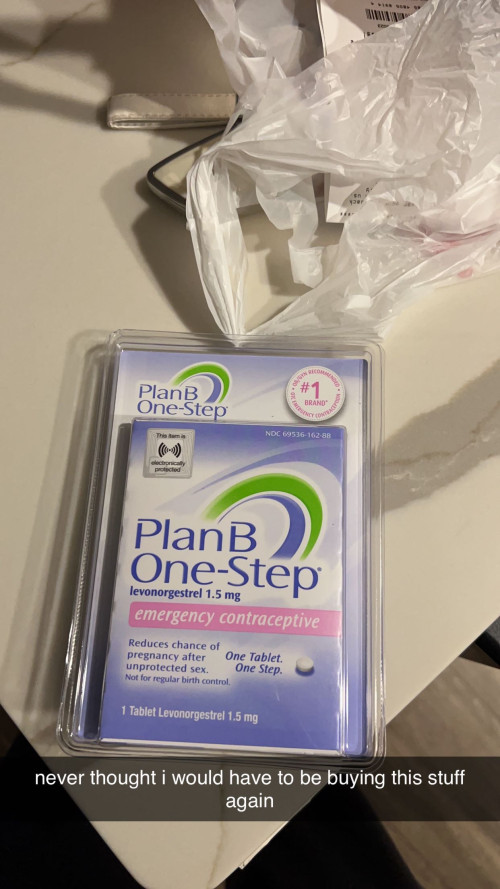 Plan B
One-Step
#1
BRAND*
This item is
electronically
protected
NDC 69536-162-88
Plan B
One-Step®
levonorgestrel 1.5 mg
emergency contraceptive
Reduces chance of
pregnancy after
unprotected sex.
Not for regular birth control.
One Tablet.
One Step.
1 Tablet Levonorgestrel 1.5 mg
never thought i would have to be buying this stuff
again